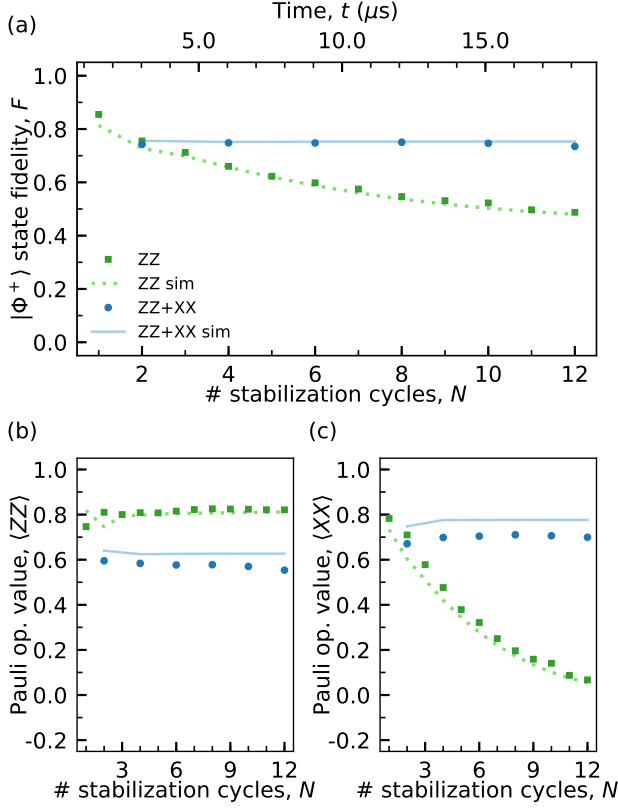 (a)
Time, t (μs)
5.0 9.1 10.0 15.0
|Φ⁺⟩ state fidelity, F
1.0
0.8
0.6
0.4
0.2
0.0
ZZ
ZZ sim
ZZ+XX
ZZ+XX sim
2 4 6 8 10 12
# stabilization cycles, N
(b)
Pauli op. value, ⟨ZZ⟩
1.0
0.8
0.6
0.4
0.2
0.0
-0.2
3 6 9 12
# stabilization cycles, N
(c)
Pauli op. value, ⟨XX⟩
1.0
0.8
0.6
0.4
0.2
0.0
-0.2
3 6 9 12
# stabilization cycles, N